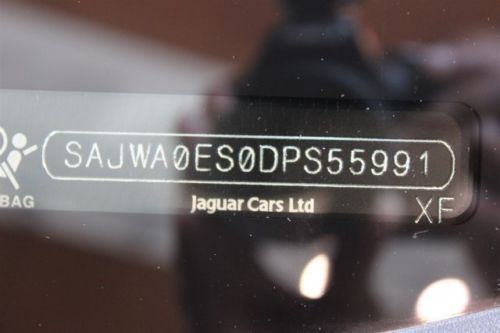 SAJWA0ES0DPS55991
BAG
Jaguar Cars Ltd
XF